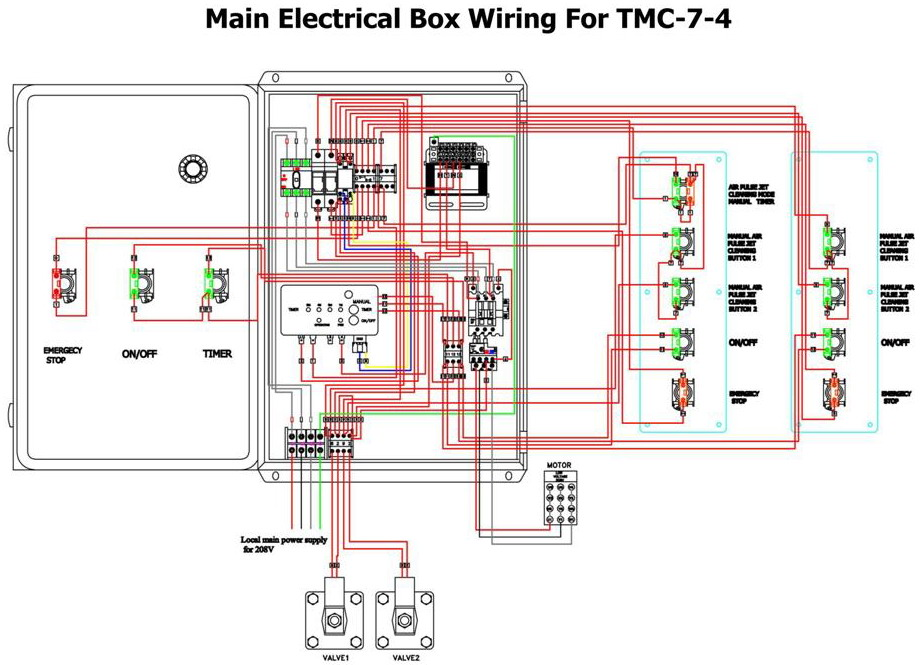 Main Electrical Box Wiring For TMC-7-4
AIR PULSE JET
CLEANING MODE
MANUAL TIMER
MANUAL AIR
PULSE JET
CLEANING
BUTTON 1
MANUAL AIR
PULSE JET
CLEANING
BUTTON 1
MANUAL AIR
PULSE JET
CLEANING
BUTTON 2
MANUAL AIR
PULSE JET
CLEANING
BUTTON 2
MANUAL
TIMER
TIMER
ON/OFF
EMERGECY
STOP
ON/OFF
TIMER
ON/OFF
ON/OFF
EMERGECY
STOP
EMERGECY
STOP
MOTOR
LOW
VOLTAGE
Local main power supply
for 208V
VALVE1
VALVE2